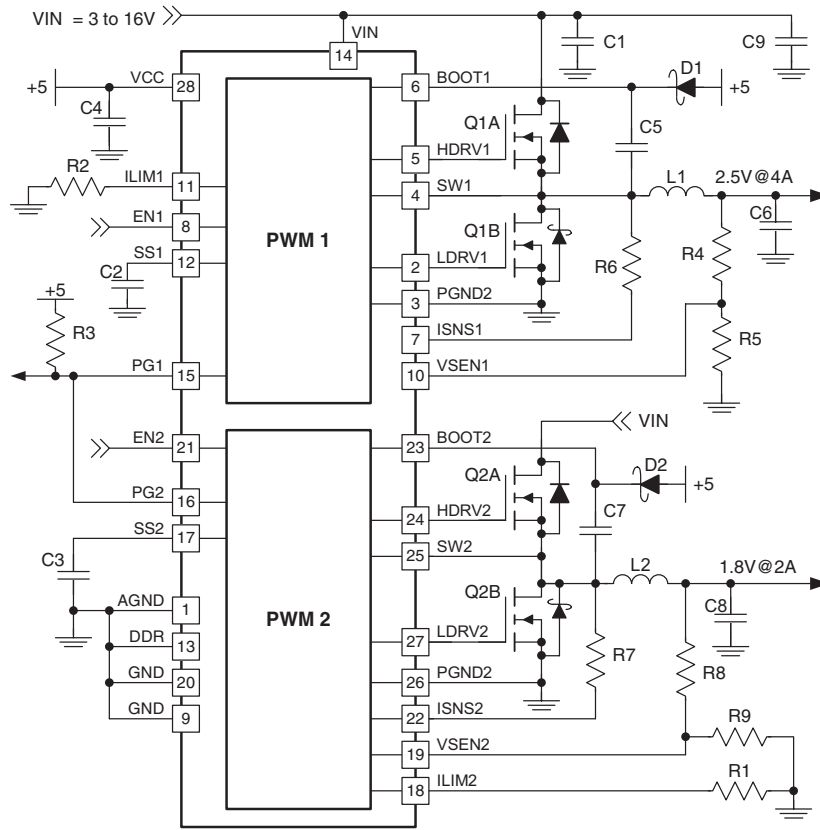 VIN = 3 to 16V
VIN
14
C1
C9
VCC
28
+5
C4
6
BOOT1
D1
+5
Q1A
C5
R2
ILIM1
11
5
HDRV1
4
SW1
L1
2.5V@4A
EN1
8
PWM 1
Q1B
C6
SS1
12
C2
2
LDRV1
R6
R4
3
PGND2
+5
R3
7
ISNS1
R5
PG1
15
10
VSEN1
VIN
EN2
21
23
BOOT2
D2
+5
Q2A
PG2
16
C7
24
HDRV2
SS2
17
25
SW2
C3
L2
1.8V@2A
AGND
1
PWM 2
Q2B
C8
DDR
13
27
LDRV2
R7
R8
GND
20
26
PGND2
GND
9
22
ISNS2
R9
19
VSEN2
R1
18
ILIM2